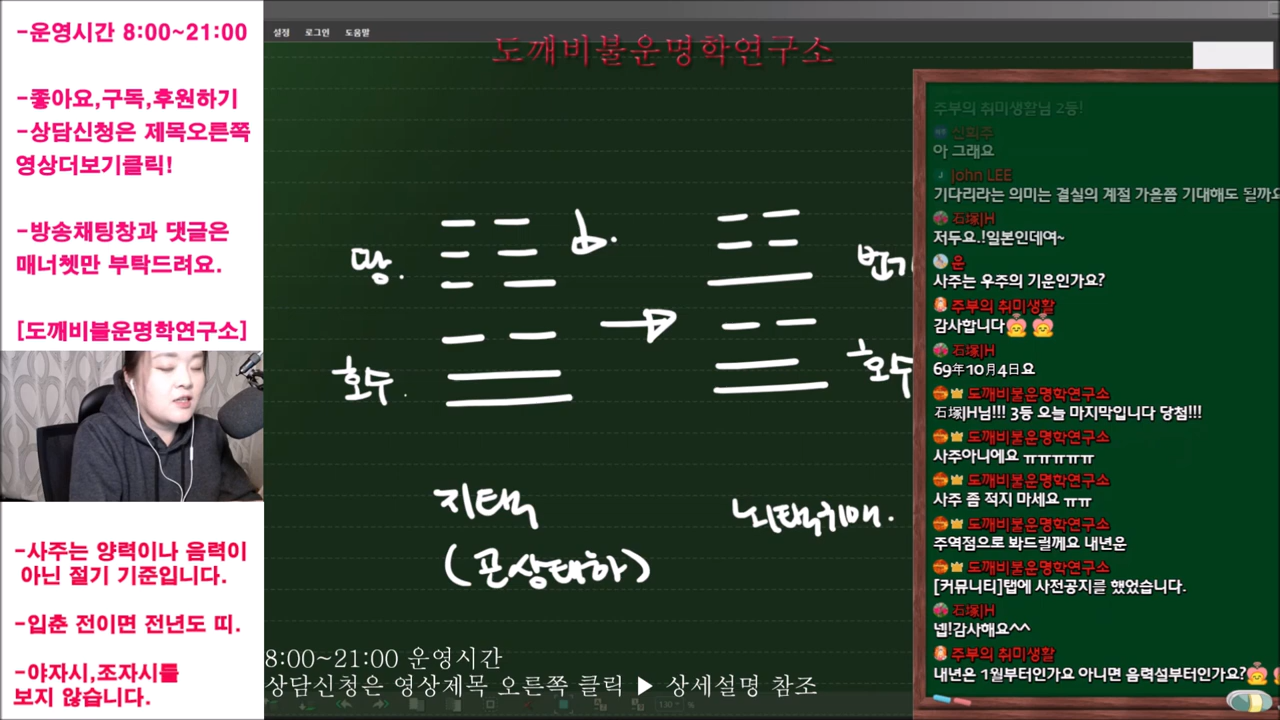 -운영시간 8:00~21:00
-좋아요,구독,후원하기
-상담신청은 제목오른쪽
영상더보기클릭!
-방송채팅창과 댓글은
매너쳇만 부탁드려요.
[도깨비불운명학연구소]
-사주는 양력이나 음력이
아닌 절기 기준입니다.
-입춘 전이면 전년도 띠.
-야자시,조자시를
보지 않습니다.
설정 로그인 도움말
도깨비불운명학연구소
땅.
호수
지택
(곤상태하)
호수
뇌택귀매.
8:00~21:00 운영시간
상담신청은 영상제목 오른쪽 클릭 ▶ 상세설명 참조
130 %
주부의 취미생활님 2등!
신희주
아 그래요
John LEE
기다리라는 의미는 결실의 계절 가을쯤 기대해도 될까요
石塚|H
저두요.!일본인데여~
운
사주는 우주의 기운인가요?
주부의 취미생활
감사합니다
石塚|H
69年10月4日요
도깨비불운명학연구소
石塚|H님!!! 3등 오늘 마지막입니다 당첨!!!
도깨비불운명학연구소
사주아니에요 ㅠㅠㅠㅠㅠ
도깨비불운명학연구소
사주 좀 적지 마세요 ㅠㅠ
도깨비불운명학연구소
주역점으로 봐드릴께요 내년운
도깨비불운명학연구소
[커뮤니티]탭에 사전공지를 했었습니다.
石塚|H
넵!감사해요^^
주부의 취미생활
내년은 1월부터인가요 아니면 음력설부터인가요?